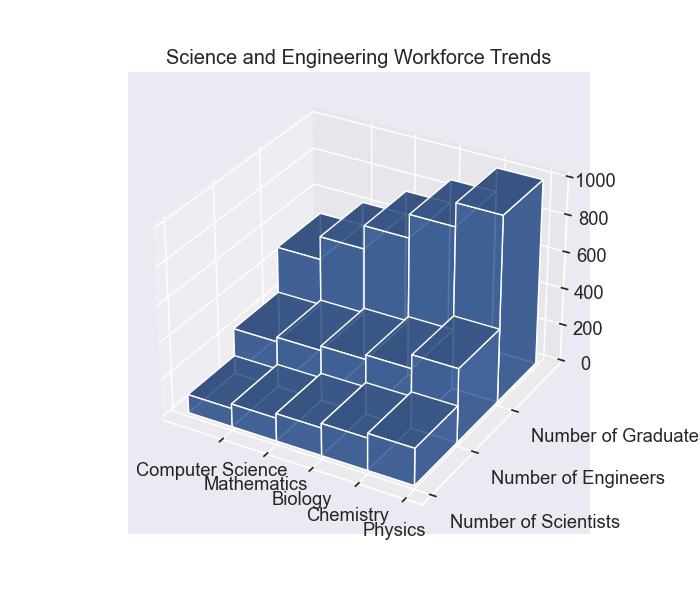 Science and Engineering Workforce Trends
1000
800
600
400
200
0
Number of Graduate
Number of Engineers
Number of Scientists
Computer Science
Mathematics
Biology
Chemistry
Physics